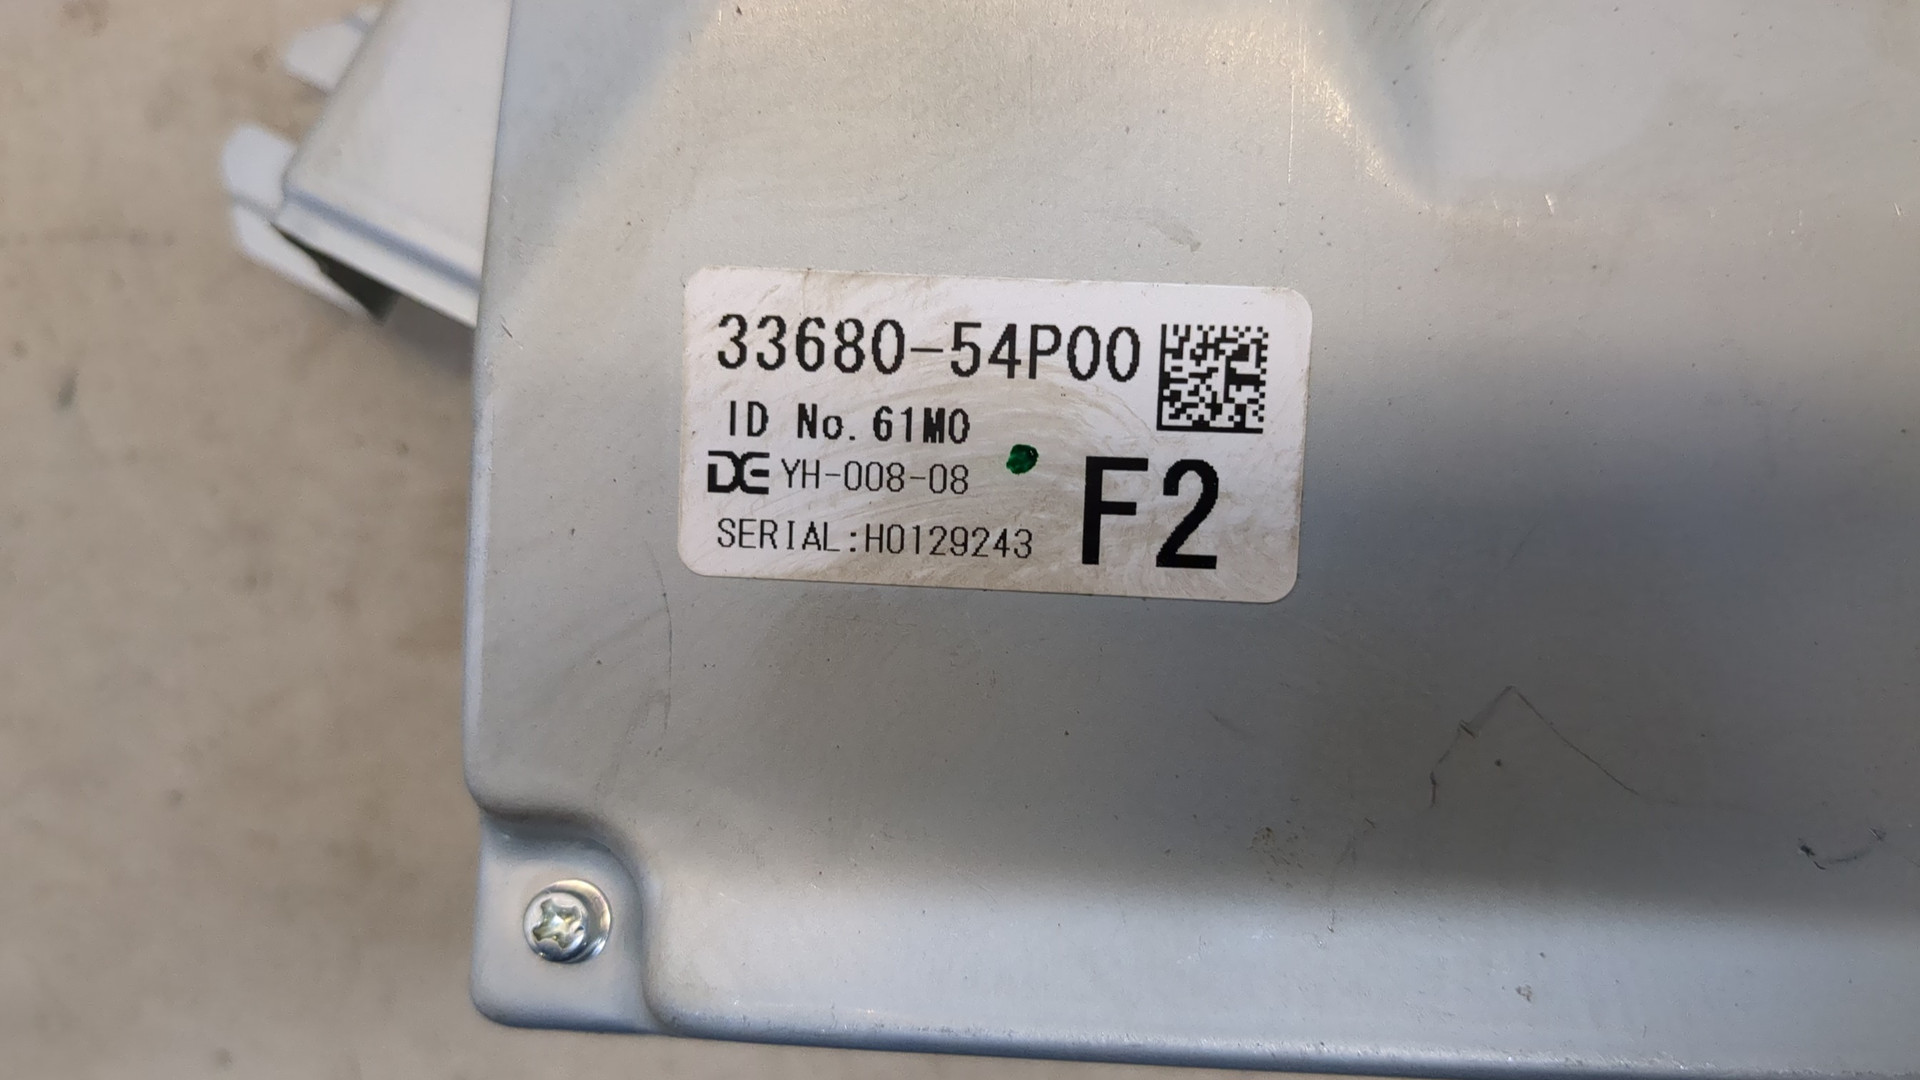 33680-54P00
ID No. 61M0
DE YH-008-08
SERIAL:H0129243
F2